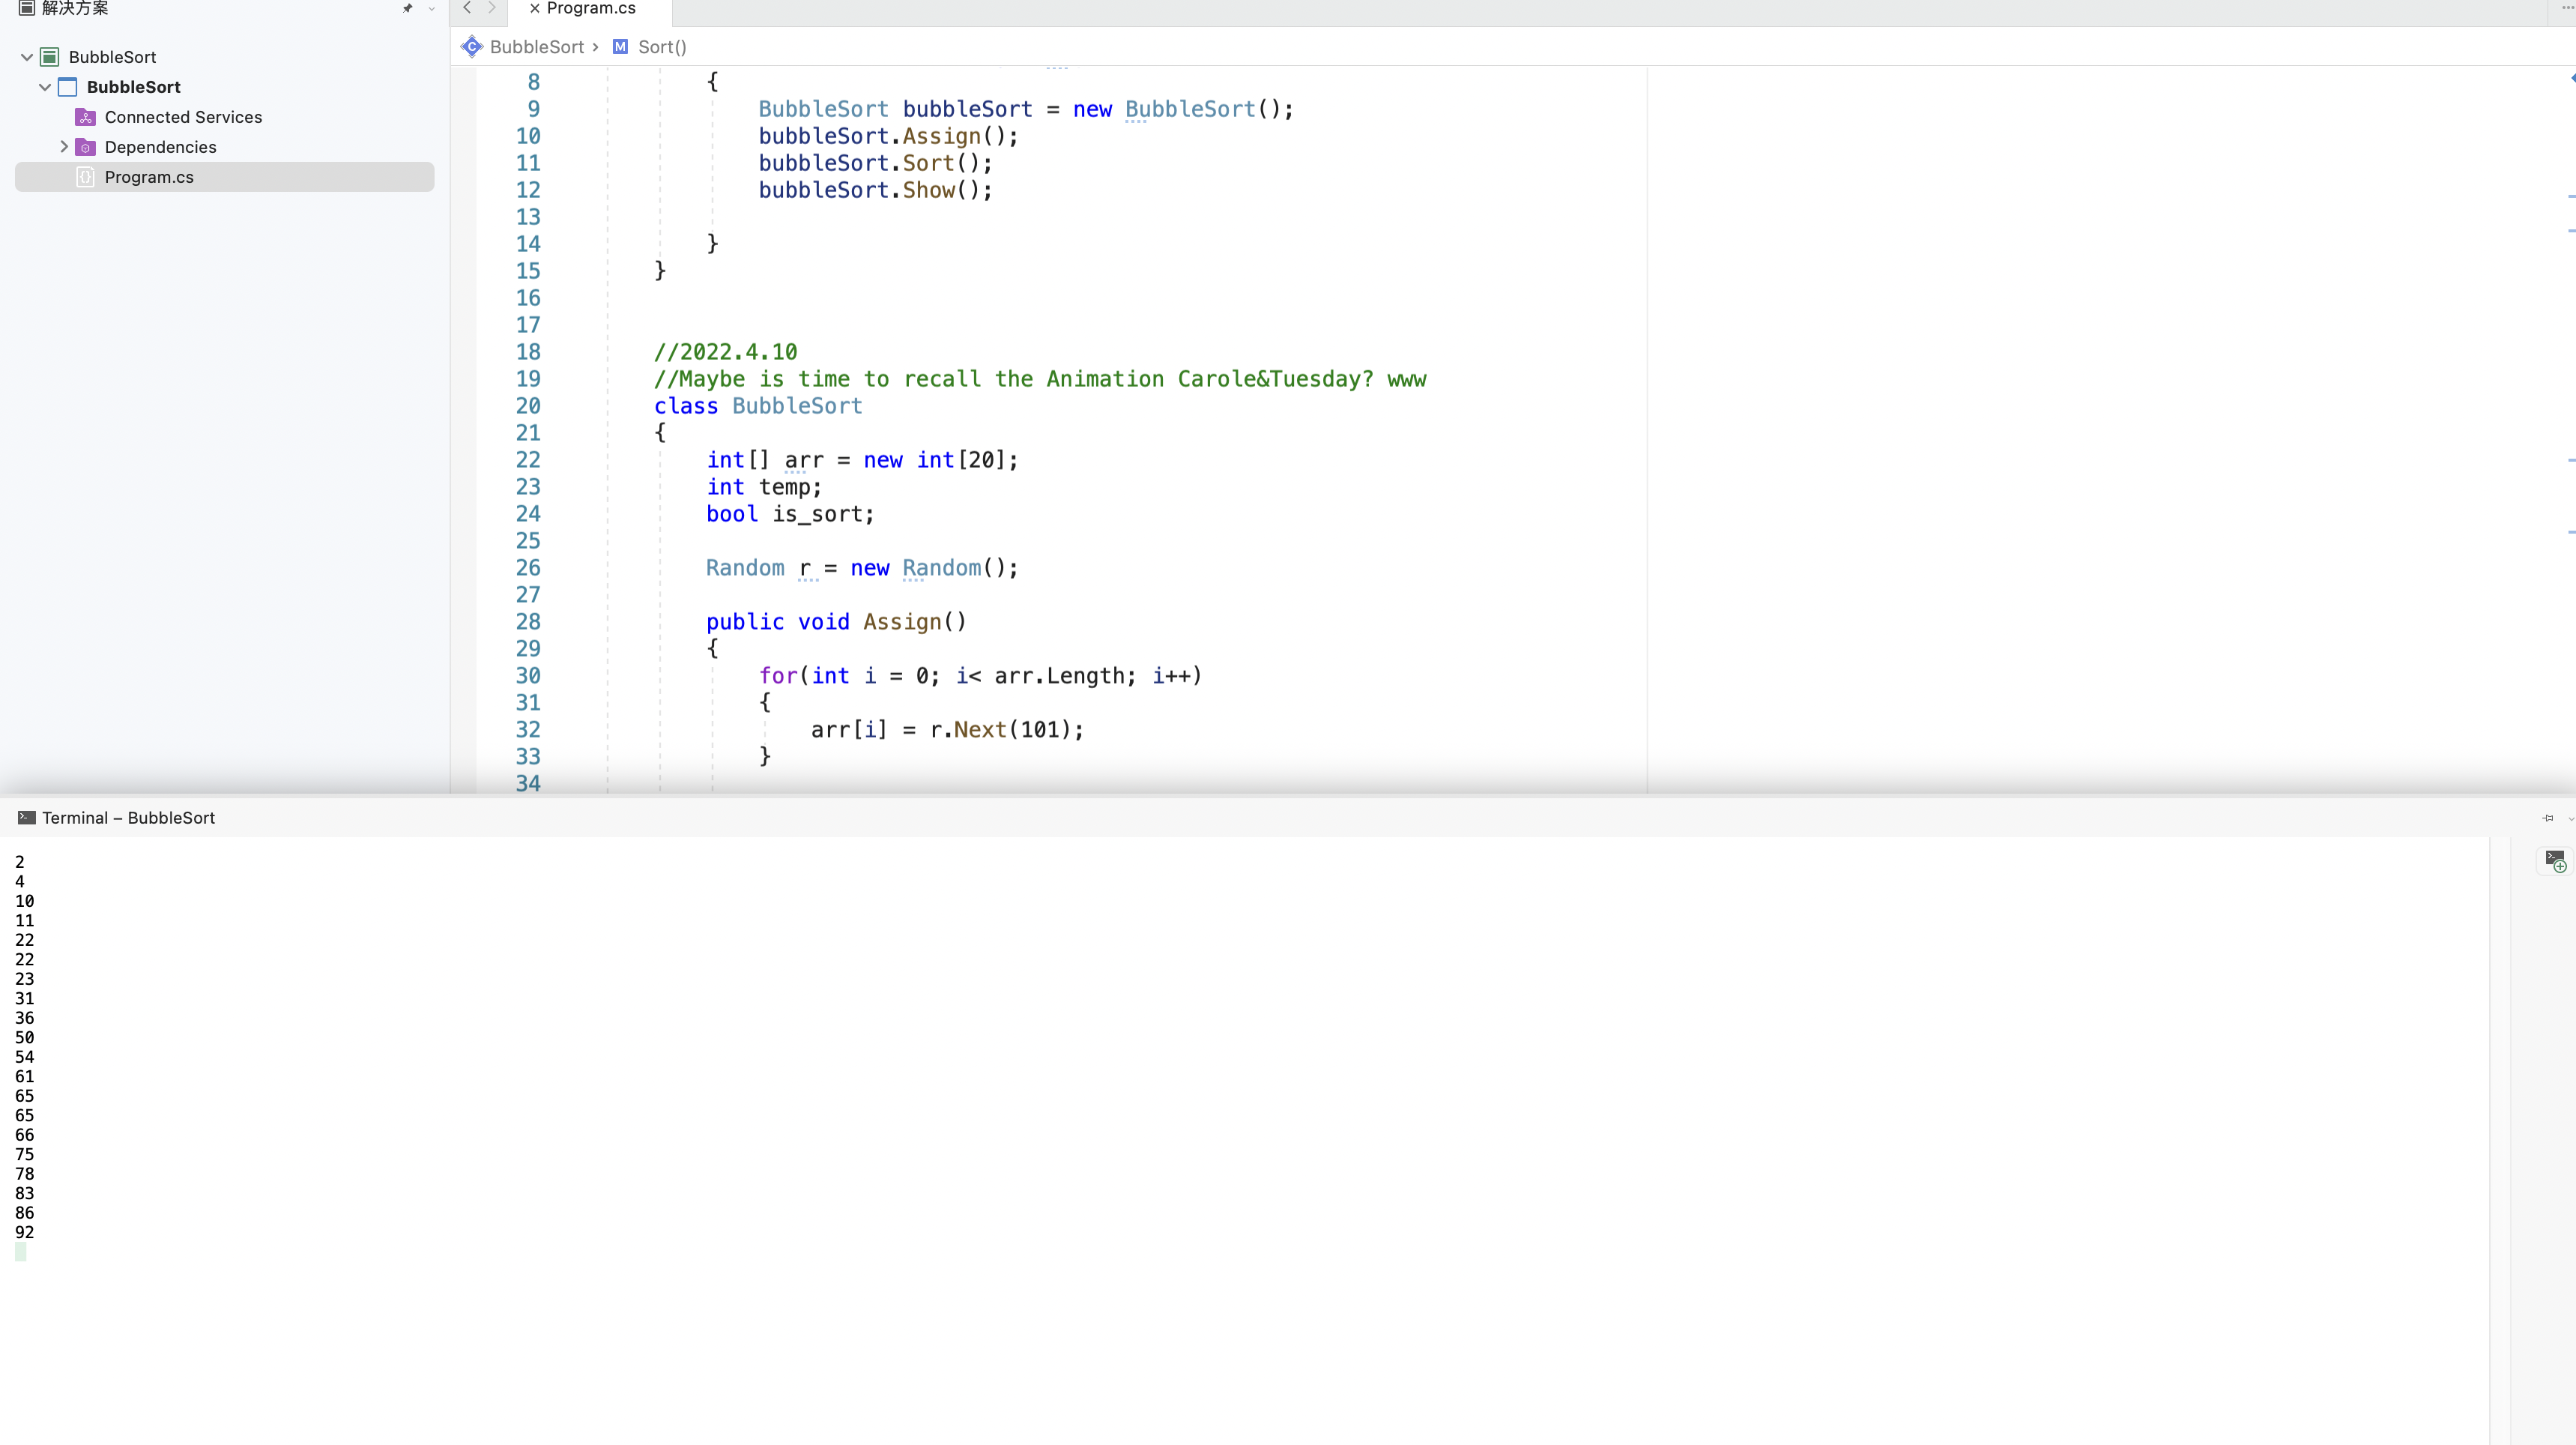 解决方案
BubbleSort
BubbleSort
Connected Services
Dependencies
Program.cs
Program.cs
BubbleSort › M Sort()
8 {
9 BubbleSort bubbleSort = new BubbleSort();
10 bubbleSort.Assign();
11 bubbleSort.Sort();
12 bubbleSort.Show();
13
14 }
15 }
16
17
18 //2022.4.10
19 //Maybe is time to recall the Animation Carole&Tuesday? www
20 class BubbleSort
21 {
22 int[] arr = new int[20];
23 int temp;
24 bool is_sort;
25
26 Random r = new Random();
27
28 public void Assign()
29 {
30 for(int i = 0; i< arr.Length; i++)
31 {
32 arr[i] = r.Next(101);
33 }
34
Terminal – BubbleSort
2
4
10
11
22
22
23
31
36
50
54
61
65
65
66
75
78
83
86
92